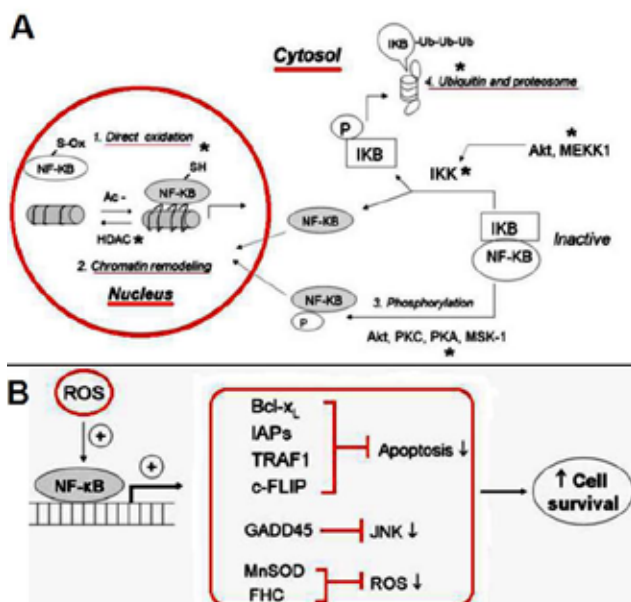 A
Cytosol
IKB -Ub-Ub-Ub
*
4. Ubiquitin and proteosome
S-Ox
NF-KB
1. Direct oxidation
*
SH
NF-KB
Ac -
HDAC *
2. Chromatin remodeling
Nucleus
P
IKB
IKK *
*
Akt, MEKK1
NF-KB
IKB
NF-KB
Inactive
NF-KB
P
3. Phosphorylation
Akt, PKC, PKA, MSK-1
*
B
ROS
+
NF-κB
+
Bcl-xL
IAPs
TRAF1
c-FLIP
Apoptosis ↓
GADD45
JNK ↓
MnSOD
FHC
ROS ↓
↑ Cell
survival